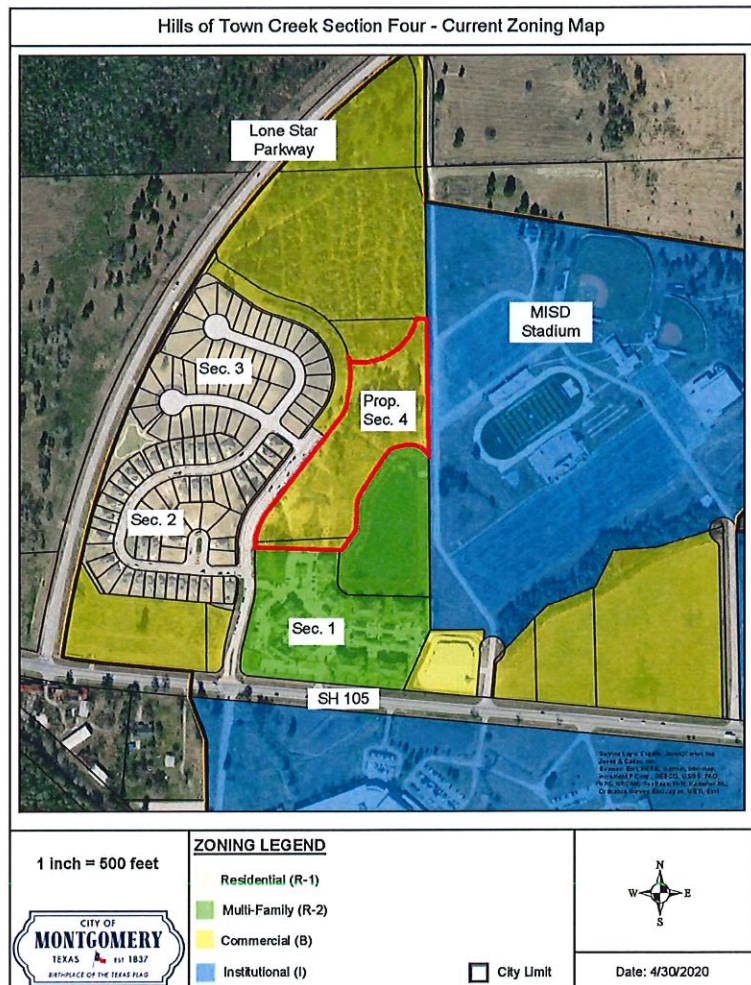 Hills of Town Creek Section Four - Current Zoning Map
Lone Star
Parkway
MISD
Stadium
Sec. 3
Prop.
Sec. 4
Sec. 2
Sec. 1
SH 105
1 inch = 500 feet
CITY OF
MONTGOMERY
TEXAS est 1837
BIRTHPLACE OF THE TEXAS FLAG
ZONING LEGEND
Residential (R-1)
Multi-Family (R-2)
Commercial (B)
Institutional (I)
City Limit
N
W E
S
Date: 4/30/2020